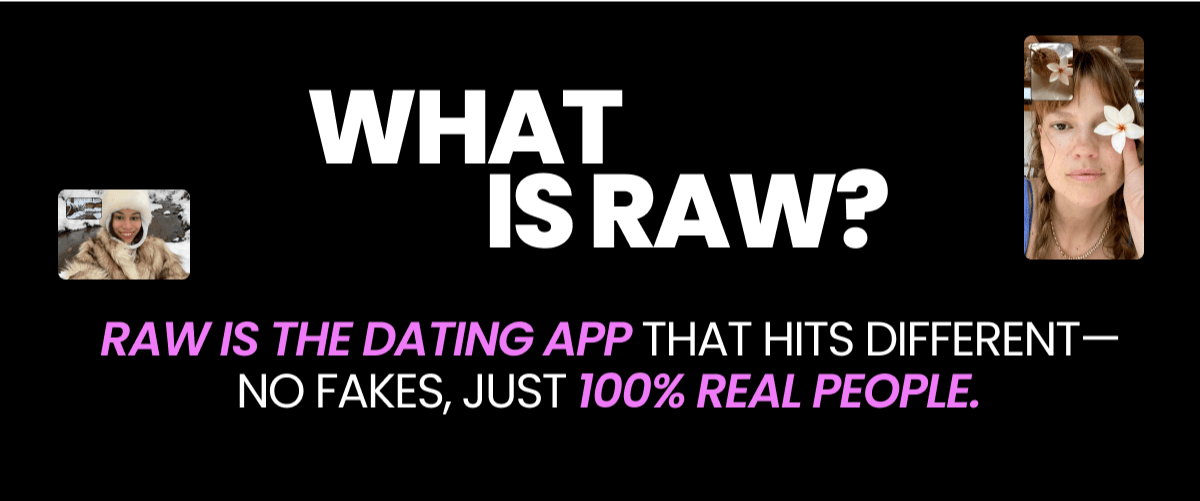 WHAT
IS RAW?
RAW IS THE DATING APP THAT HITS DIFFERENT—
NO FAKES, JUST 100% REAL PEOPLE.